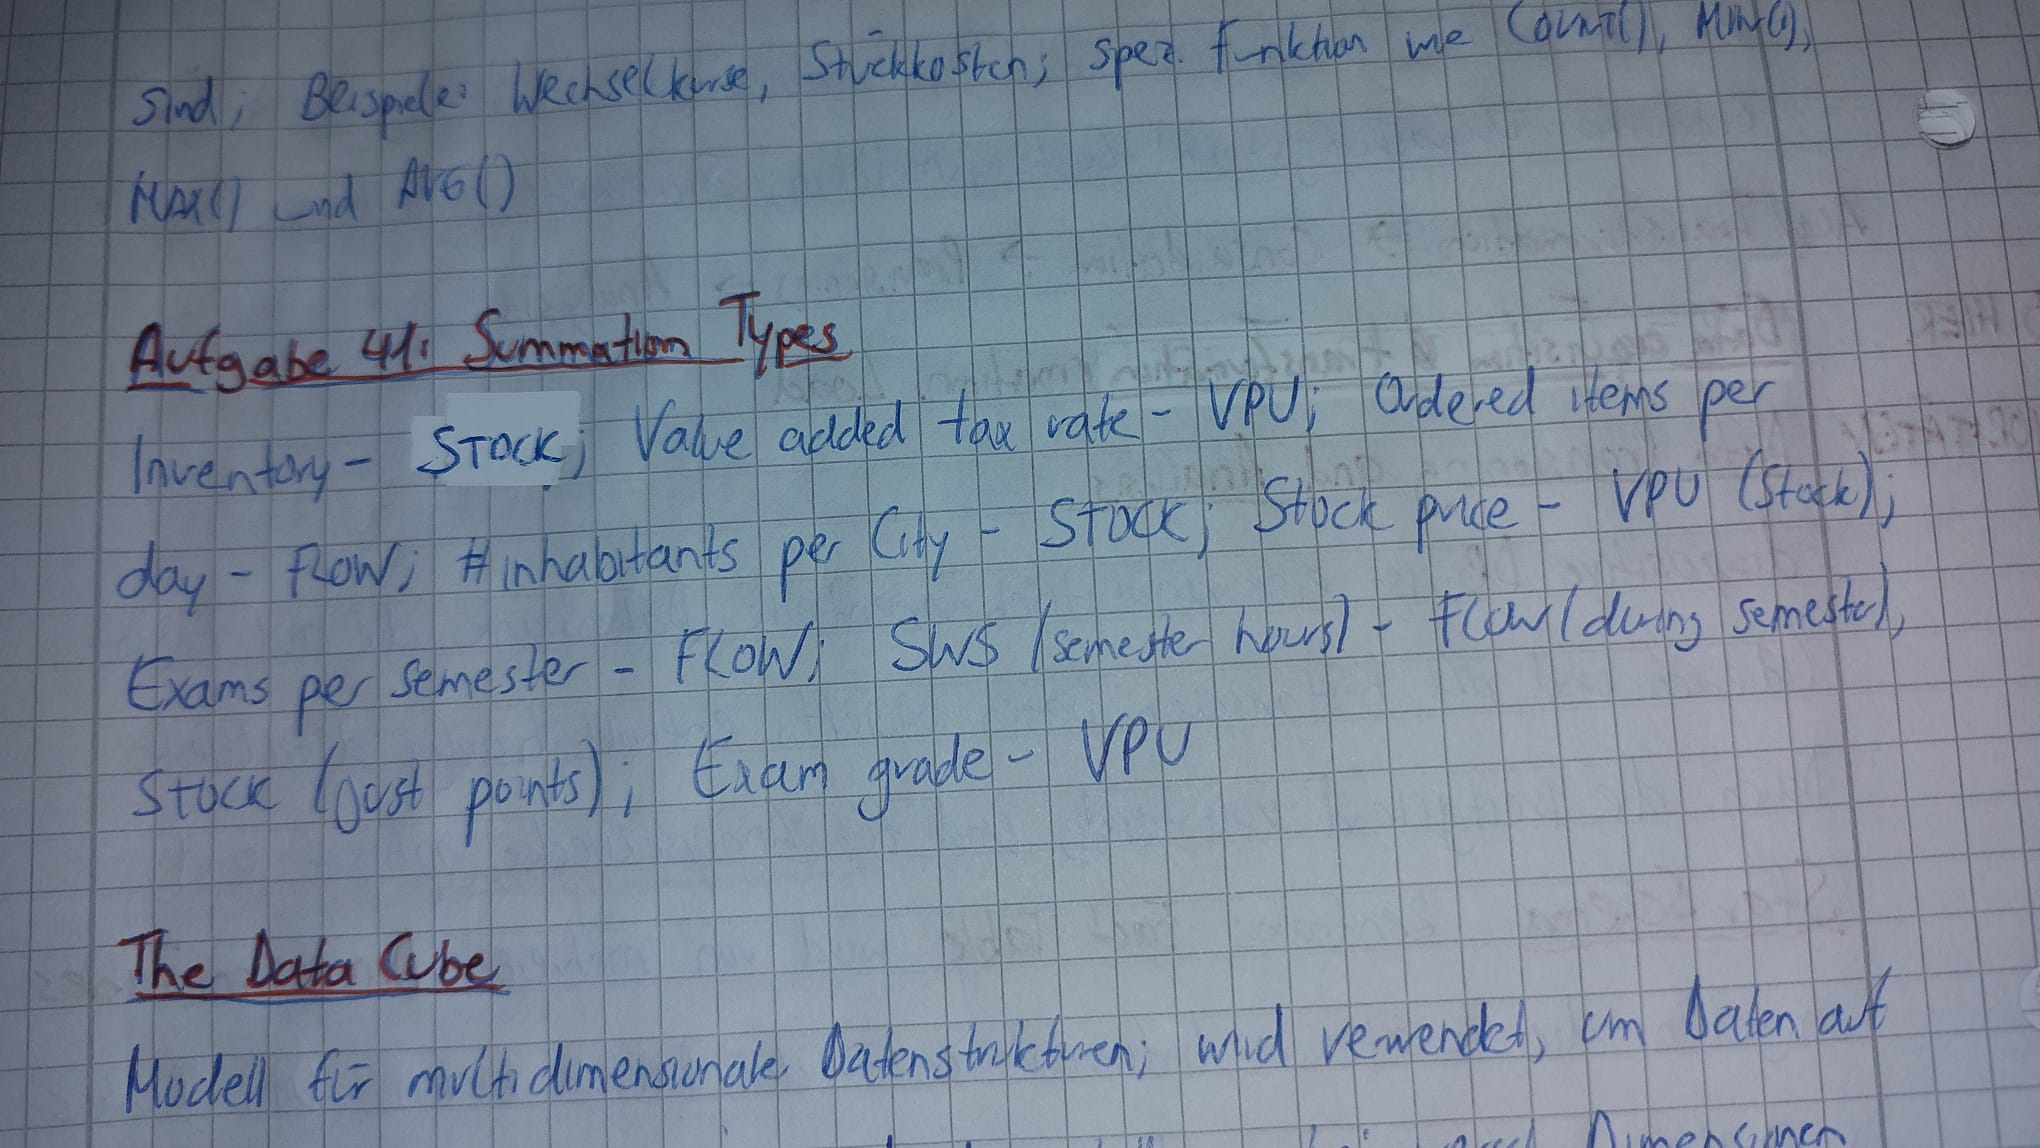 sind; Beispiele: Wechselkurse, Stückkosten; spez. Funktion wie COUNT(), MIN(),
MAX() und AVG()
Aufgabe 41: Summation Types
Inventory - STOCK; Value added tax rate - VPU; Ordered items per
day - FLOW; # inhabitants per City - STOCK; Stock price - VPU (Stock);
Exams per semester - FLOW; SWS (semester hours) - FLOW (during semester),
STOCK (just points); Exam grade - VPU
The Data Cube
Modell für multidimensionale Datenstrukturen; wird verwendet, um Daten auf
Dimensionen